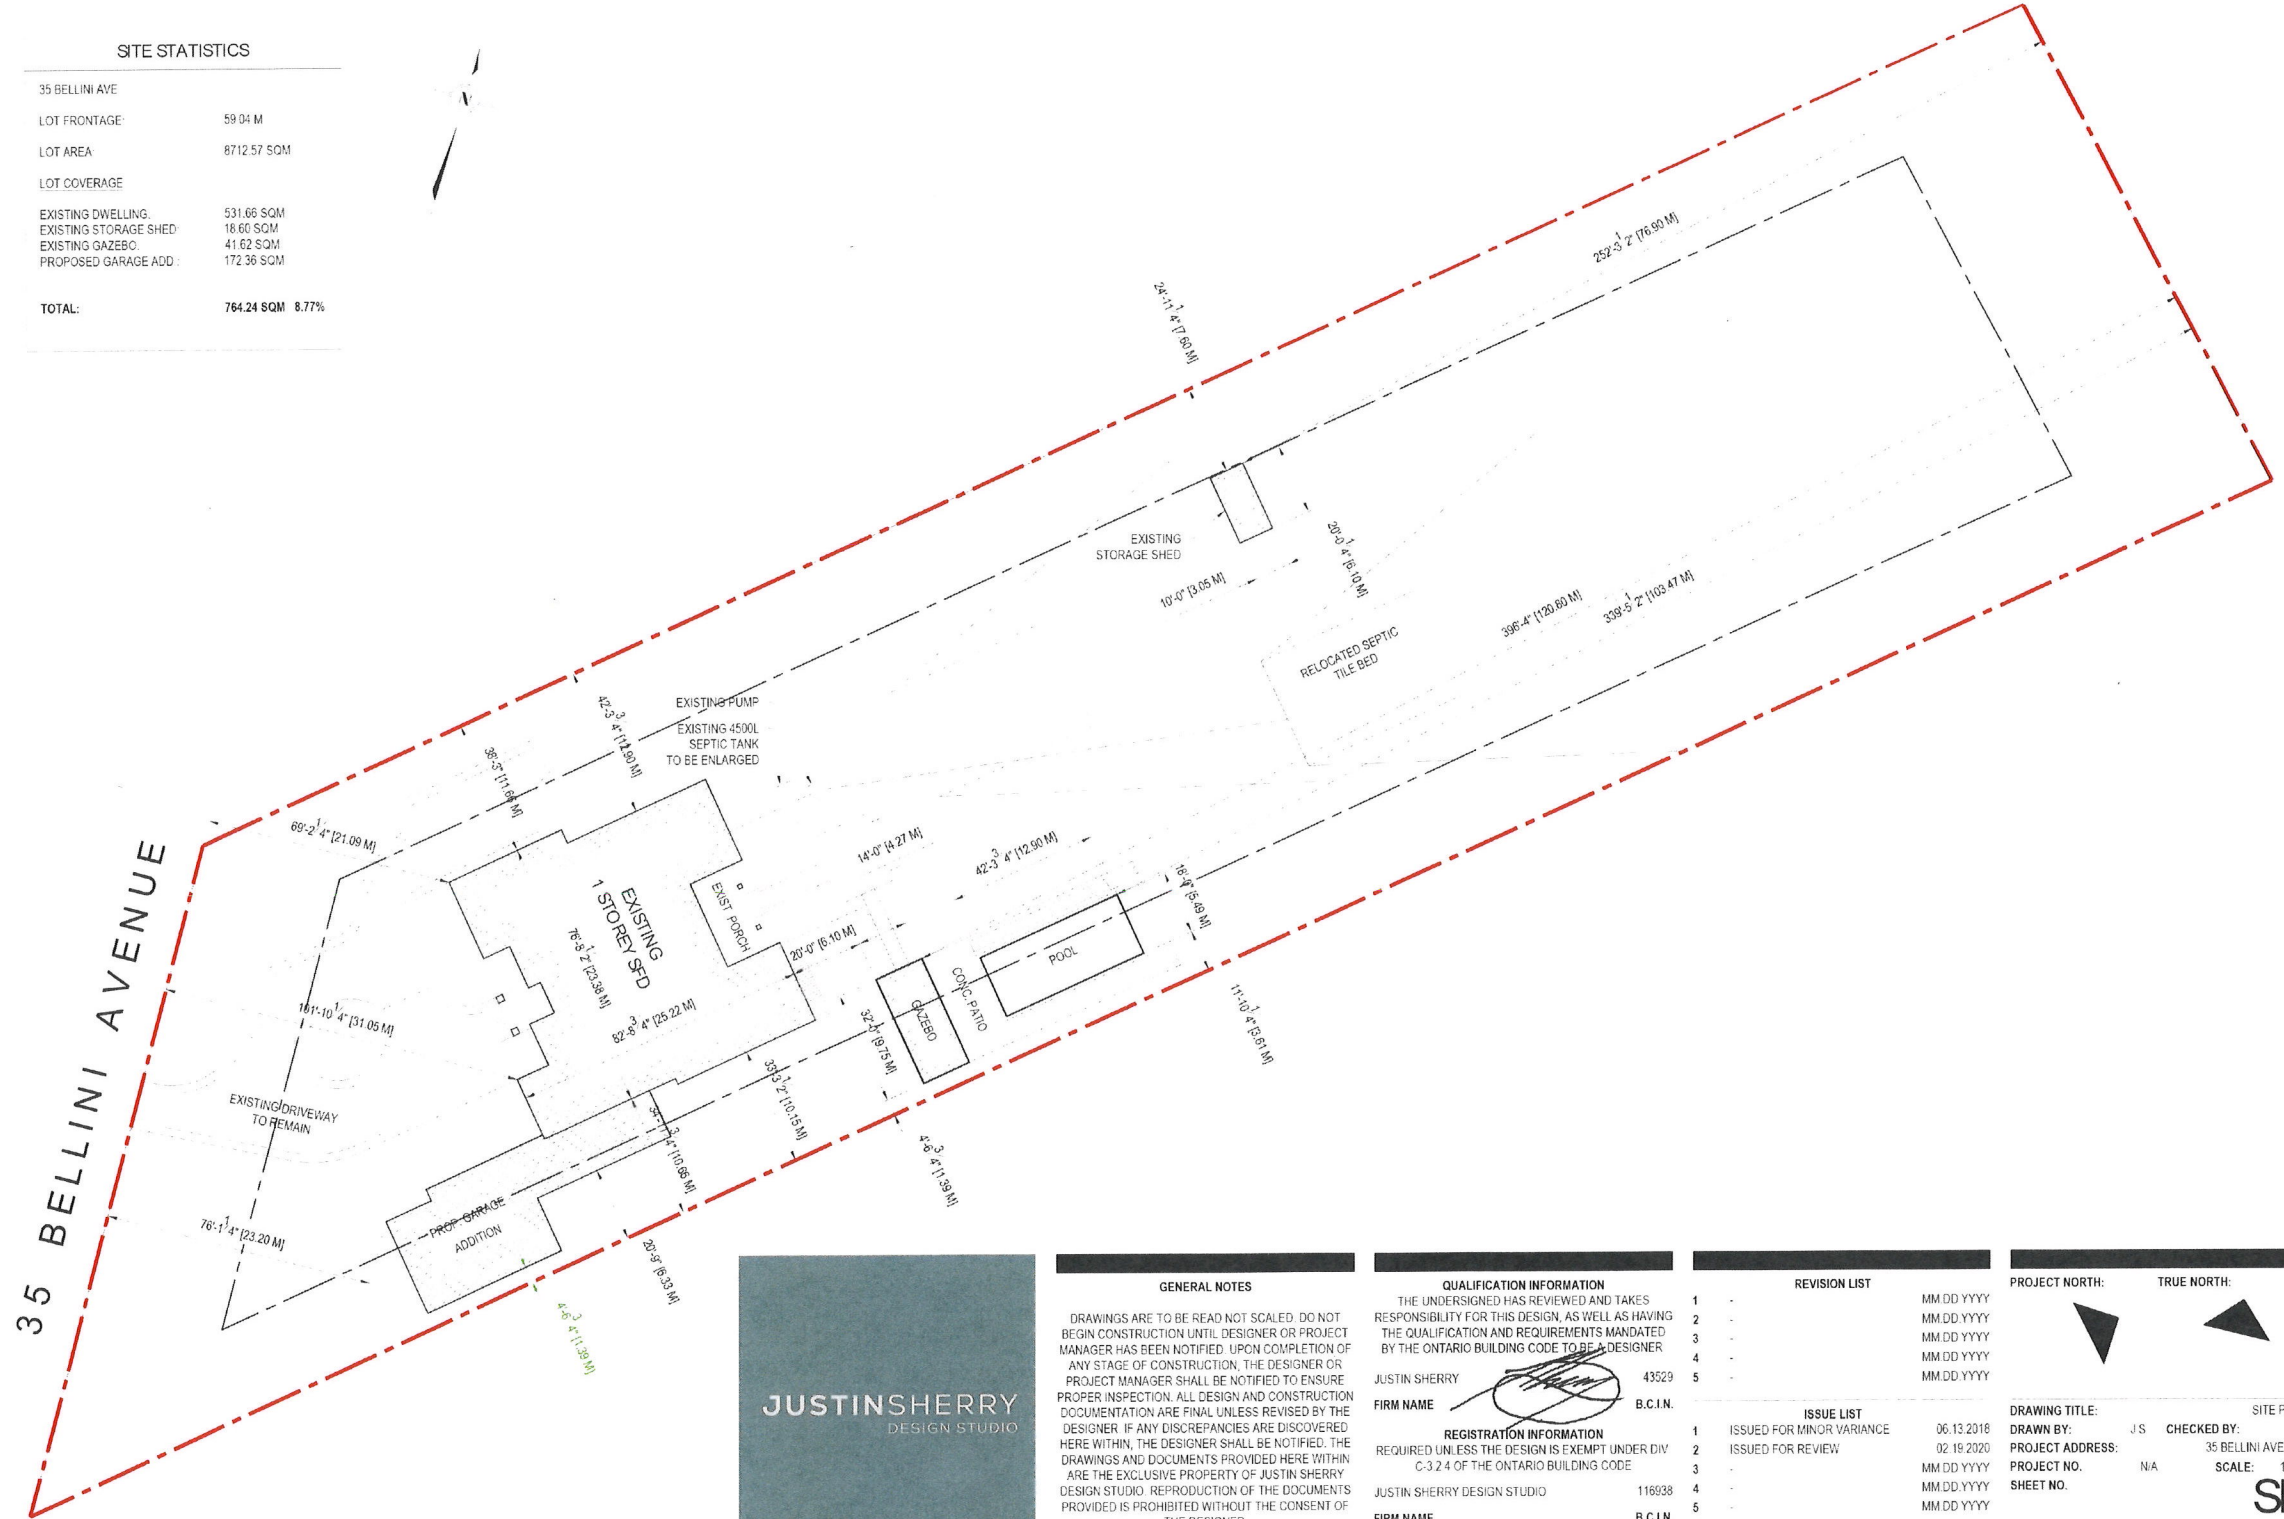 SITE STATISTICS
35 BELLINI AVE
LOT FRONTAGE: 59.04 M
LOT AREA: 8712.57 SQM
LOT COVERAGE
EXISTING DWELLING: 531.66 SQM
EXISTING STORAGE SHED: 18.60 SQM
EXISTING GAZEBO: 41.62 SQM
PROPOSED GARAGE ADD.: 172.36 SQM
TOTAL: 764.24 SQM 8.77%
N
252'-3 1/2" [76.90 M]
24'-11 1/4" [7.60 M]
EXISTING
STORAGE SHED
20'-0 1/4" [6.10 M]
10'-0" [3.05 M]
396'-4" [120.80 M]
339'-5 1/2" [103.47 M]
RELOCATED SEPTIC
TILE BED
EXISTING PUMP
EXISTING 4500L
SEPTIC TANK
TO BE ENLARGED
42'-3 3/4" [12.90 M]
38'-3" [11.66 M]
69'-2 1/4" [21.09 M]
14'-0" [4.27 M]
42'-3 3/4" [12.90 M]
18'-0" [5.49 M]
EXISTING
1 STOREY SFD
EXIST. PORCH
76'-8 1/2" [23.38 M]
82'-8 3/4" [25.22 M]
20'-0" [6.10 M]
POOL
CONC. PATIO
GAZEBO
32'-0" [9.75 M]
11'-10 1/4" [3.61 M]
101'-10 1/4" [31.05 M]
EXISTING DRIVEWAY
TO REMAIN
33'-3 1/2" [10.15 M]
34'-11 3/4" [10.66 M]
4'-6 3/4" [1.39 M]
76'-1 1/4" [23.20 M]
PROP. GARAGE
ADDITION
20'-9" [6.33 M]
4'-6 3/4" [1.39 M]
35 BELLINI AVENUE
JUSTINSHERRY
DESIGN STUDIO
GENERAL NOTES
DRAWINGS ARE TO BE READ NOT SCALED. DO NOT
BEGIN CONSTRUCTION UNTIL DESIGNER OR PROJECT
MANAGER HAS BEEN NOTIFIED. UPON COMPLETION OF
ANY STAGE OF CONSTRUCTION, THE DESIGNER OR
PROJECT MANAGER SHALL BE NOTIFIED TO ENSURE
PROPER INSPECTION. ALL DESIGN AND CONSTRUCTION
DOCUMENTATION ARE FINAL UNLESS REVISED BY THE
DESIGNER. IF ANY DISCREPANCIES ARE DISCOVERED
HERE WITHIN, THE DESIGNER SHALL BE NOTIFIED. THE
DRAWINGS AND DOCUMENTS PROVIDED HERE WITHIN
ARE THE EXCLUSIVE PROPERTY OF JUSTIN SHERRY
DESIGN STUDIO. REPRODUCTION OF THE DOCUMENTS
PROVIDED IS PROHIBITED WITHOUT THE CONSENT OF
THE DESIGNER
QUALIFICATION INFORMATION
THE UNDERSIGNED HAS REVIEWED AND TAKES
RESPONSIBILITY FOR THIS DESIGN, AS WELL AS HAVING
THE QUALIFICATION AND REQUIREMENTS MANDATED
BY THE ONTARIO BUILDING CODE TO BE A DESIGNER
JUSTIN SHERRY 43529
FIRM NAME B.C.I.N.
REGISTRATION INFORMATION
REQUIRED UNLESS THE DESIGN IS EXEMPT UNDER DIV
C-3.2.4 OF THE ONTARIO BUILDING CODE
JUSTIN SHERRY DESIGN STUDIO 116938
FIRM NAME B.C.I.N.
REVISION LIST
1 - MM.DD.YYYY
2 - MM.DD.YYYY
3 - MM.DD.YYYY
4 - MM.DD.YYYY
5 - MM.DD.YYYY
ISSUE LIST
1 ISSUED FOR MINOR VARIANCE 06.13.2018
2 ISSUED FOR REVIEW 02.19.2020
3 - MM.DD.YYYY
4 - MM.DD.YYYY
5 - MM.DD.YYYY
PROJECT NORTH: TRUE NORTH:
DRAWING TITLE: SITE P
DRAWN BY: J.S. CHECKED BY:
PROJECT ADDRESS: 35 BELLINI AVE
PROJECT NO. N/A SCALE: 1
SHEET NO.